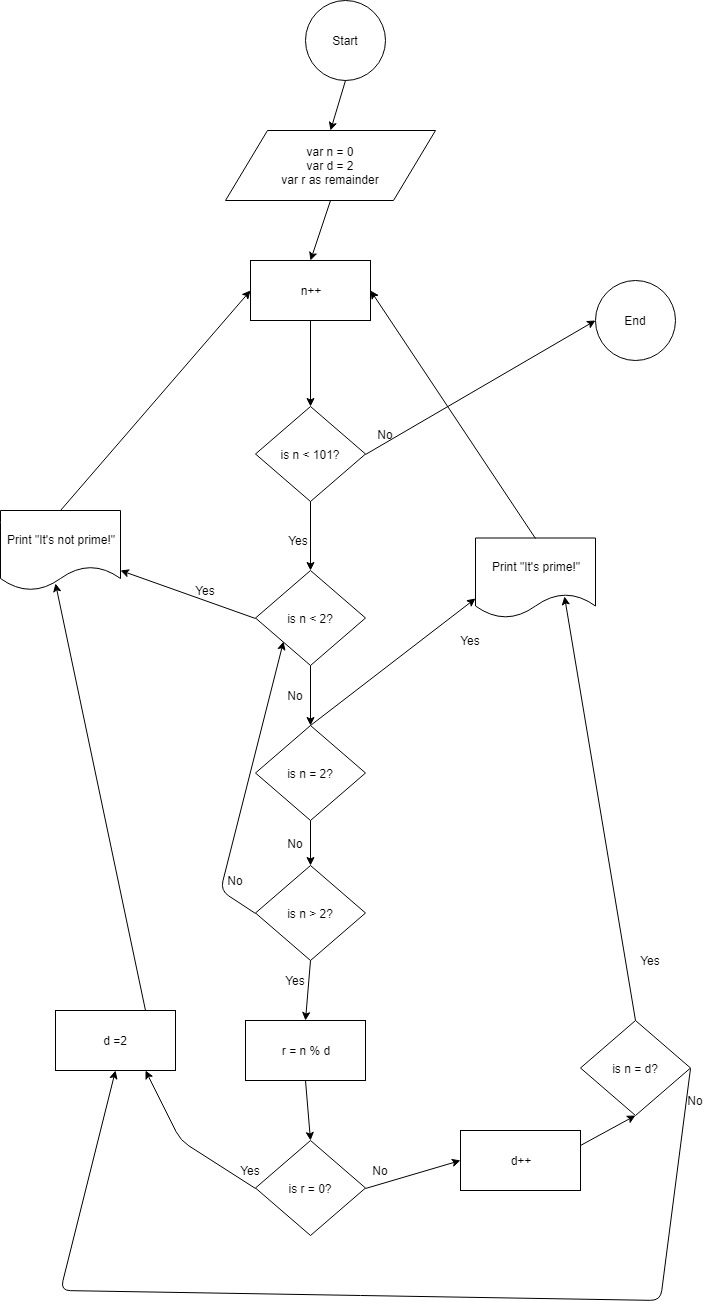 Start
var n = 0
var d = 2
var r as remainder
n++
End
No
is n < 101?
Yes
Print "It's not prime!"
Print "It's prime!"
Yes
is n < 2?
Yes
No
is n = 2?
No
No
is n > 2?
Yes
Yes
d =2
r = n % d
is n = d?
No
Yes
No
d++
is r = 0?